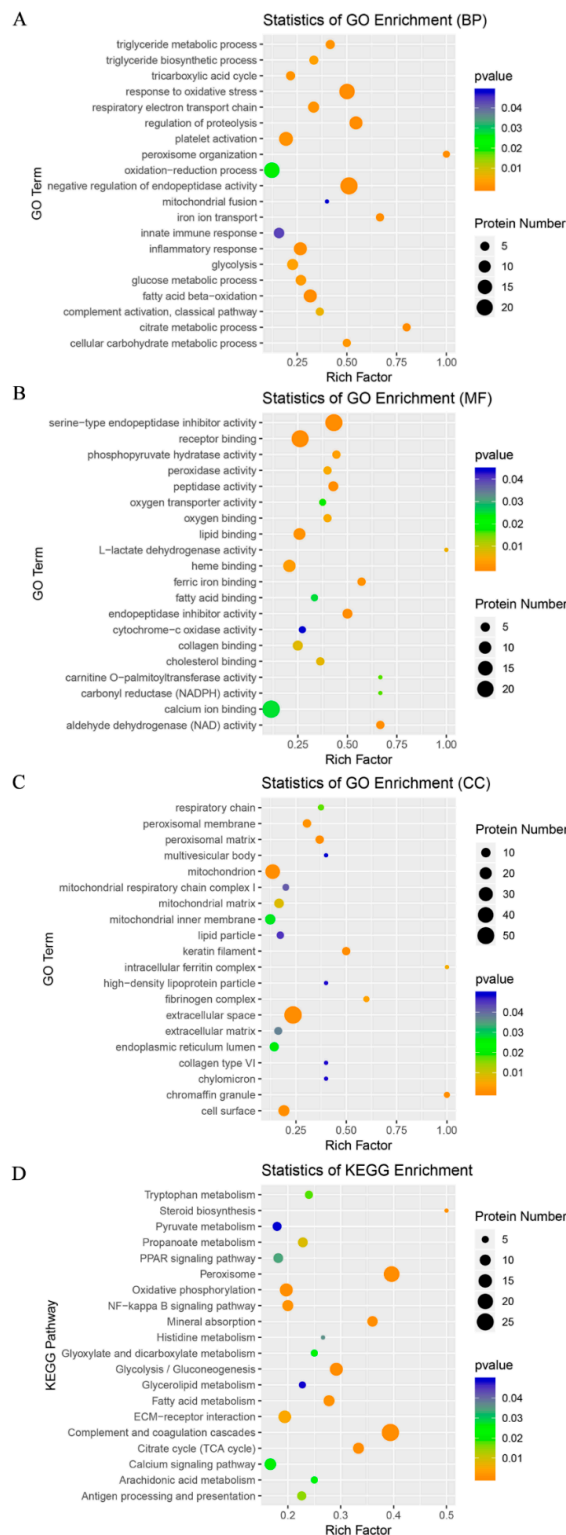 A
Statistics of GO Enrichment (BP)
GO Term
triglyceride metabolic process
triglyceride biosynthetic process
tricarboxylic acid cycle
response to oxidative stress
respiratory electron transport chain
regulation of proteolysis
platelet activation
peroxisome organization
oxidation−reduction process
negative regulation of endopeptidase activity
mitochondrial fusion
iron ion transport
innate immune response
inflammatory response
glycolysis
glucose metabolic process
fatty acid beta−oxidation
complement activation, classical pathway
citrate metabolic process
cellular carbohydrate metabolic process
0.25 0.50 0.75 1.00
Rich Factor
pvalue
0.04
0.03
0.02
0.01
Protein Number
5
10
15
20
B
Statistics of GO Enrichment (MF)
GO Term
serine−type endopeptidase inhibitor activity
receptor binding
phosphopyruvate hydratase activity
peroxidase activity
peptidase activity
oxygen transporter activity
oxygen binding
lipid binding
L−lactate dehydrogenase activity
heme binding
ferric iron binding
fatty acid binding
endopeptidase inhibitor activity
cytochrome−c oxidase activity
collagen binding
cholesterol binding
carnitine O−palmitoyltransferase activity
carbonyl reductase (NADPH) activity
calcium ion binding
aldehyde dehydrogenase (NAD) activity
0.25 0.50 0.75 1.00
Rich Factor
pvalue
0.04
0.03
0.02
0.01
Protein Number
5
10
15
20
C
Statistics of GO Enrichment (CC)
GO Term
respiratory chain
peroxisomal membrane
peroxisomal matrix
multivesicular body
mitochondrion
mitochondrial respiratory chain complex I
mitochondrial matrix
mitochondrial inner membrane
lipid particle
keratin filament
intracellular ferritin complex
high−density lipoprotein particle
fibrinogen complex
extracellular space
extracellular matrix
endoplasmic reticulum lumen
collagen type VI
chylomicron
chromaffin granule
cell surface
0.25 0.50 0.75 1.00
Rich Factor
Protein Number
10
20
30
40
50
pvalue
0.04
0.03
0.02
0.01
D
Statistics of KEGG Enrichment
KEGG Pathway
Tryptophan metabolism
Steroid biosynthesis
Pyruvate metabolism
Propanoate metabolism
PPAR signaling pathway
Peroxisome
Oxidative phosphorylation
NF−kappa B signaling pathway
Mineral absorption
Histidine metabolism
Glyoxylate and dicarboxylate metabolism
Glycolysis / Gluconeogenesis
Glycerolipid metabolism
Fatty acid metabolism
ECM−receptor interaction
Complement and coagulation cascades
Citrate cycle (TCA cycle)
Calcium signaling pathway
Arachidonic acid metabolism
Antigen processing and presentation
0.2 0.3 0.4 0.5
Rich Factor
Protein Number
5
10
15
20
25
pvalue
0.04
0.03
0.02
0.01